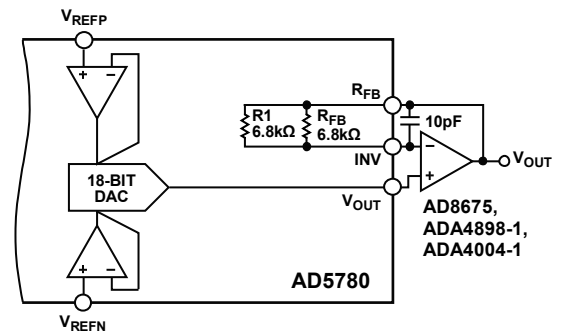 VREFP
+ −
R1
6.8kΩ
RFB
6.8kΩ
RFB
10pF
INV
−
+
VOUT
18-BIT
DAC
VOUT
AD8675,
ADA4898-1,
ADA4004-1
+ −
AD5780
VREFN